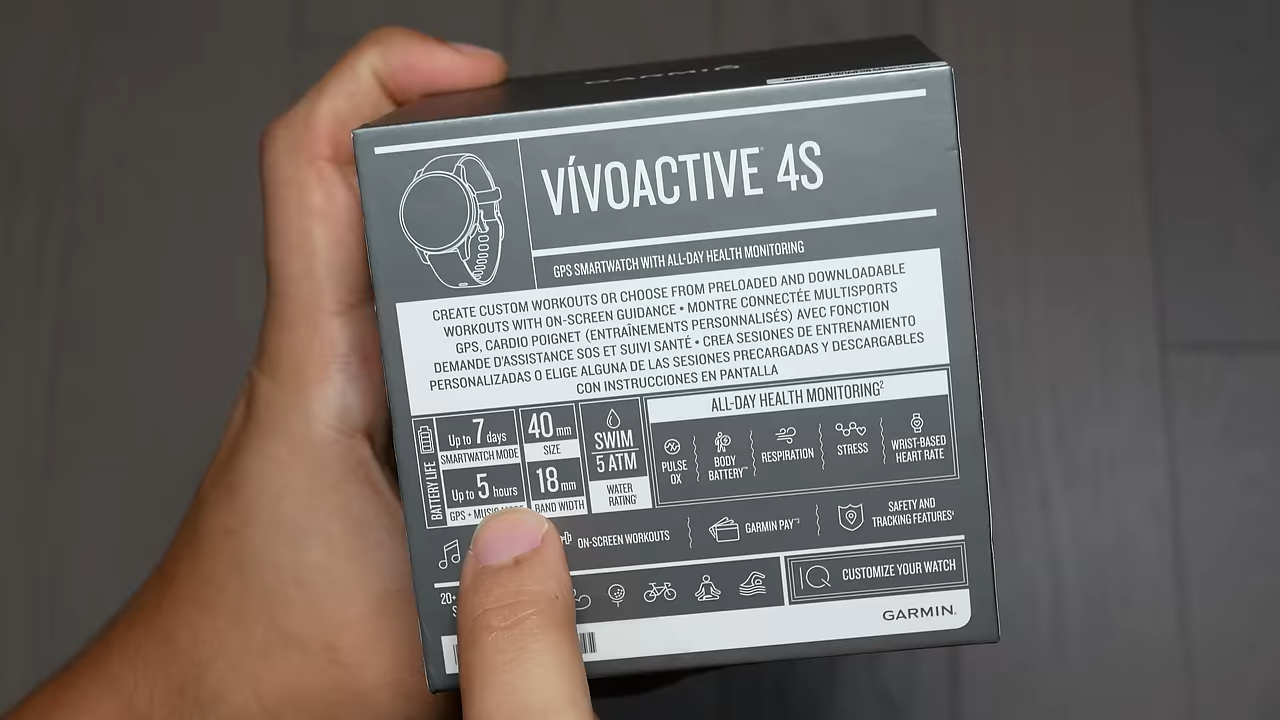 GARMIN
VÍVOACTIVE® 4S
GPS SMARTWATCH WITH ALL-DAY HEALTH MONITORING
CREATE CUSTOM WORKOUTS OR CHOOSE FROM PRELOADED AND DOWNLOADABLE
WORKOUTS WITH ON-SCREEN GUIDANCE • MONTRE CONNECTÉE MULTISPORTS
GPS, CARDIO POIGNET (ENTRAÎNEMENTS PERSONNALISÉS) AVEC FONCTION
DEMANDE D'ASSISTANCE SOS ET SUIVI SANTÉ • CREA SESIONES DE ENTRENAMIENTO
PERSONALIZADAS O ELIGE ALGUNA DE LAS SESIONES PRECARGADAS Y DESCARGABLES
CON INSTRUCCIONES EN PANTALLA
BATTERY LIFE
Up to 7 days
SMARTWATCH MODE
Up to 5 hours
GPS + MUSIC
40 mm
SIZE
18 mm
BAND WIDTH
SWIM
5 ATM
WATER
RATING¹
ALL-DAY HEALTH MONITORING²
PULSE
OX
BODY
BATTERY™
RESPIRATION
STRESS
WRIST-BASED
HEART RATE
ON-SCREEN WORKOUTS
GARMIN PAY™³
SAFETY AND
TRACKING FEATURES⁴
20+
IQ
CUSTOMIZE YOUR WATCH
GARMIN.